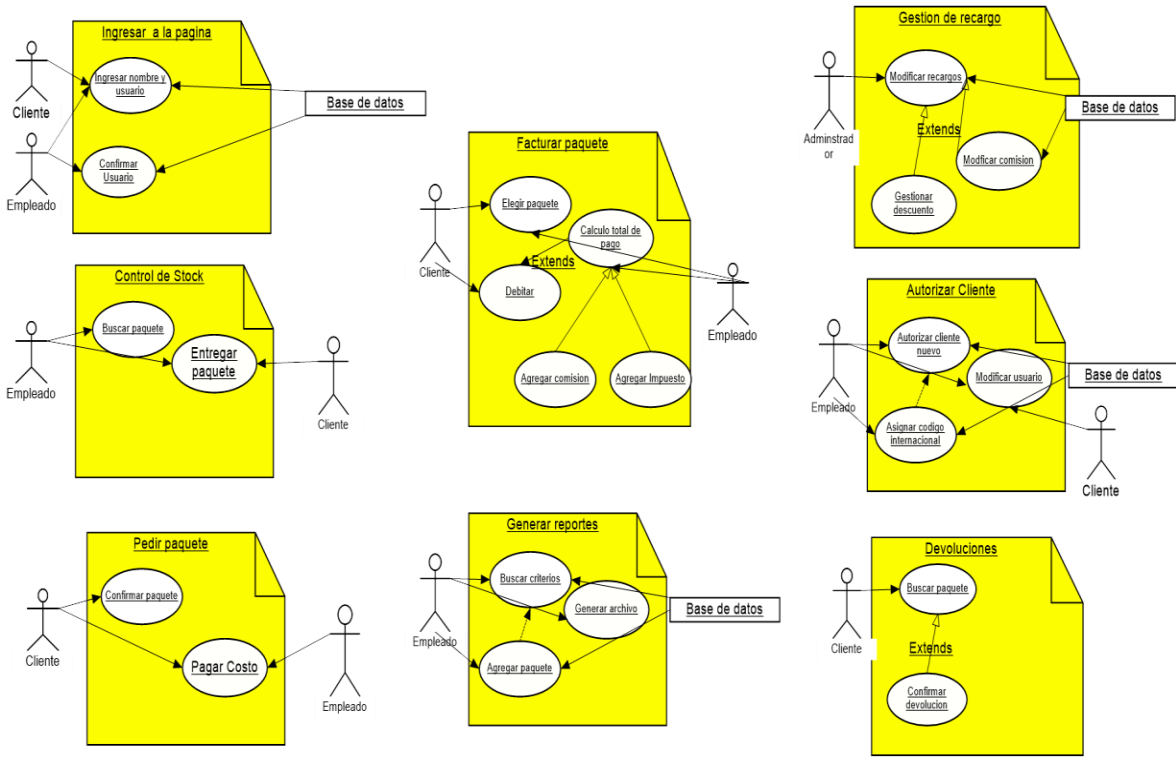 Ingresar a la pagina
Ingresar nombre y
usuario
Confirmar
Usuario
Cliente
Empleado
Base de datos
Facturar paquete
Elegir paquete
Calculo total de
pago
Extends
Debitar
Agregar comision
Agregar Impuesto
Cliente
Empleado
Gestion de recargo
Modificar recargos
Extends
Modficar comision
Gestionar
descuento
Adminstrad
or
Base de datos
Control de Stock
Buscar paquete
Entregar
paquete
Empleado
Cliente
Autorizar Cliente
Autorizar cliente
nuevo
Modificar usuario
Asignar codigo
internacional
Empleado
Base de datos
Cliente
Pedir paquete
Confirmar paquete
Pagar Costo
Cliente
Empleado
Generar reportes
Buscar criterios
Generar archivo
Agregar paquete
Empleado
Base de datos
Devoluciones
Buscar paquete
Extends
Confirmar
devolucion
Cliente